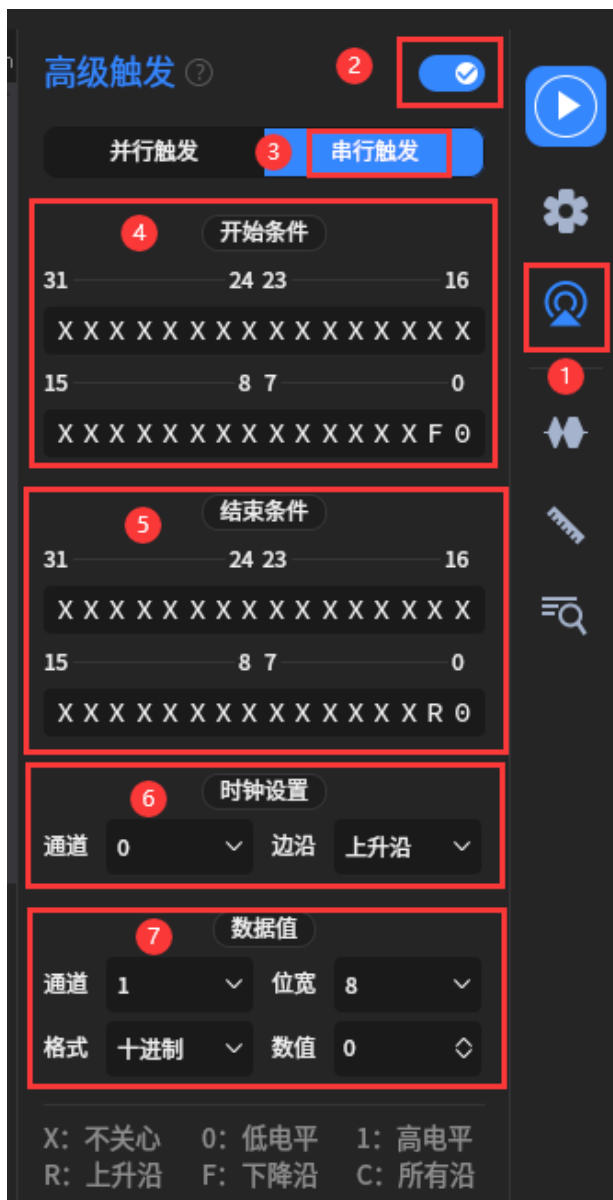 高级触发 ? 2
并行触发 3 串行触发
4 开始条件
31 24 23 16
X X X X X X X X X X X X X X X X
1
15 8 7 0
X X X X X X X X X X X X X X F 0
5 结束条件
31 24 23 16
X X X X X X X X X X X X X X X X
15 8 7 0
X X X X X X X X X X X X X X R 0
6 时钟设置
通道 0 边沿 上升沿
7 数据值
通道 1 位宽 8
格式 十进制 数值 0
X: 不关心 0: 低电平 1: 高电平
R: 上升沿 F: 下降沿 C: 所有沿